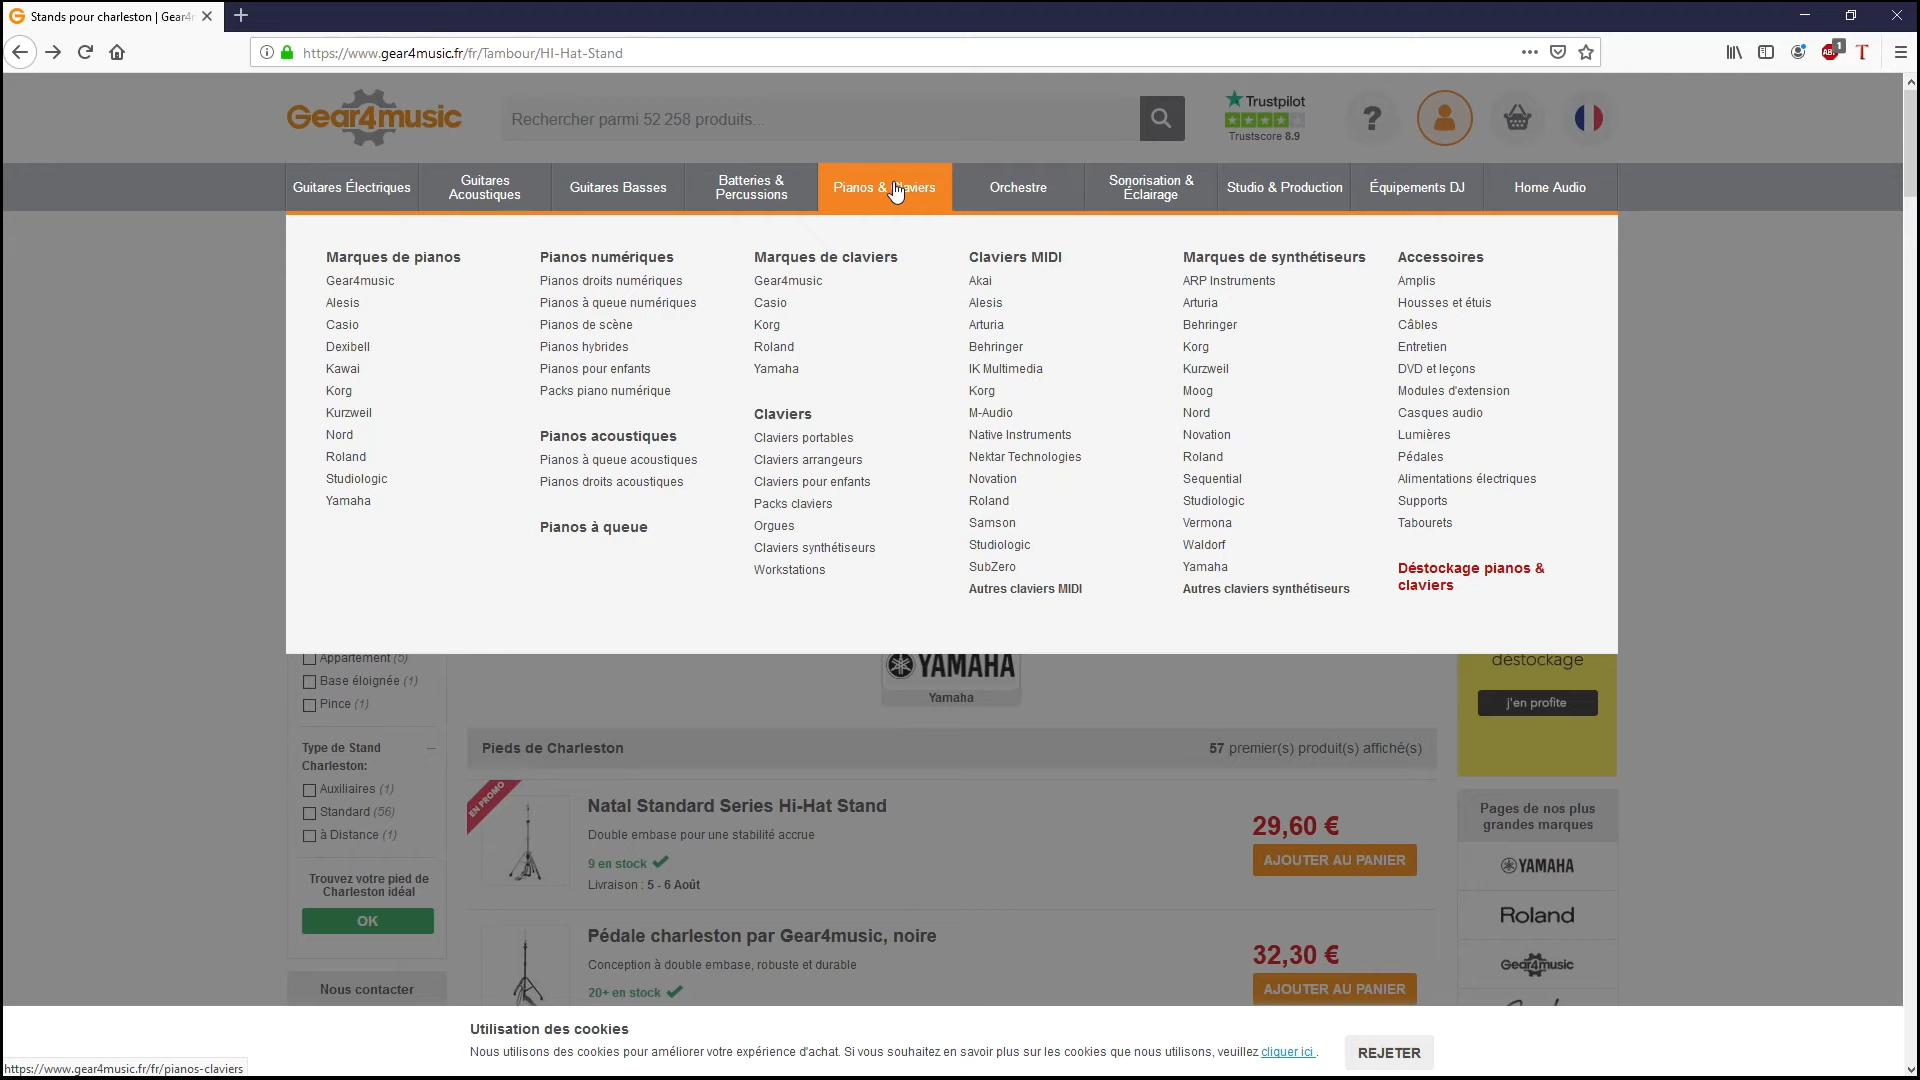 Stands pour charleston | Gear4
https://www.gear4music.fr/fr/Tambour/HI-Hat-Stand
1
Gear4music
Rechercher parmi 52 258 produits...
Trustpilot
Trustscore 8.9
Guitares Électriques
Guitares
Acoustiques
Guitares Basses
Batteries &
Percussions
Pianos &
Orchestre
Sonorisation &
Éclairage
Studio & Production
Équipements DJ
Home Audio
Marques de pianos
Gear4music
Alesis
Casio
Dexibell
Kawai
Korg
Kurzweil
Nord
Roland
Studiologic
Yamaha
Pianos numériques
Pianos droits numériques
Pianos à queue numériques
Pianos de scène
Pianos hybrides
Pianos pour enfants
Packs piano numérique
Pianos acoustiques
Pianos à queue acoustiques
Pianos droits acoustiques
Pianos à queue
Marques de claviers
Gear4music
Casio
Korg
Roland
Yamaha
Claviers
Claviers portables
Claviers arrangeurs
Claviers pour enfants
Packs claviers
Orgues
Claviers synthétiseurs
Workstations
Claviers MIDI
Akai
Alesis
Arturia
Behringer
IK Multimedia
Korg
M-Audio
Native Instruments
Nektar Technologies
Novation
Roland
Samson
Studiologic
SubZero
Autres claviers MIDI
Marques de synthétiseurs
ARP Instruments
Arturia
Behringer
Korg
Kurzweil
Moog
Nord
Novation
Roland
Sequential
Studiologic
Vermona
Waldorf
Yamaha
Autres claviers synthétiseurs
Accessoires
Amplis
Housses et étuis
Câbles
Entretien
DVD et leçons
Modules d'extension
Casques audio
Lumières
Pédales
Alimentations électriques
Supports
Tabourets
Déstockage pianos &
claviers
Appartement (5)
Base éloignée (1)
Pince (1)
Type de Stand
Charleston:
Auxiliaires (1)
Standard (56)
à Distance (1)
Trouvez votre pied de
Charleston idéal
OK
Nous contacter
YAMAHA
Yamaha
Pieds de Charleston
57 premier(s) produit(s) affiché(s)
EN PROMO
Natal Standard Series Hi-Hat Stand
Double embase pour une stabilité accrue
9 en stock
Livraison : 5 - 6 Août
29,60 €
AJOUTER AU PANIER
Pédale charleston par Gear4music, noire
Conception à double embase, robuste et durable
20+ en stock
32,30 €
AJOUTER AU PANIER
destockage
j'en profite
Pages de nos plus
grandes marques
YAMAHA
Roland
Gear4music
Utilisation des cookies
Nous utilisons des cookies pour améliorer votre expérience d'achat. Si vous souhaitez en savoir plus sur les cookies que nous utilisons, veuillez cliquer ici .
REJETER
https://www.gear4music.fr/fr/pianos-claviers